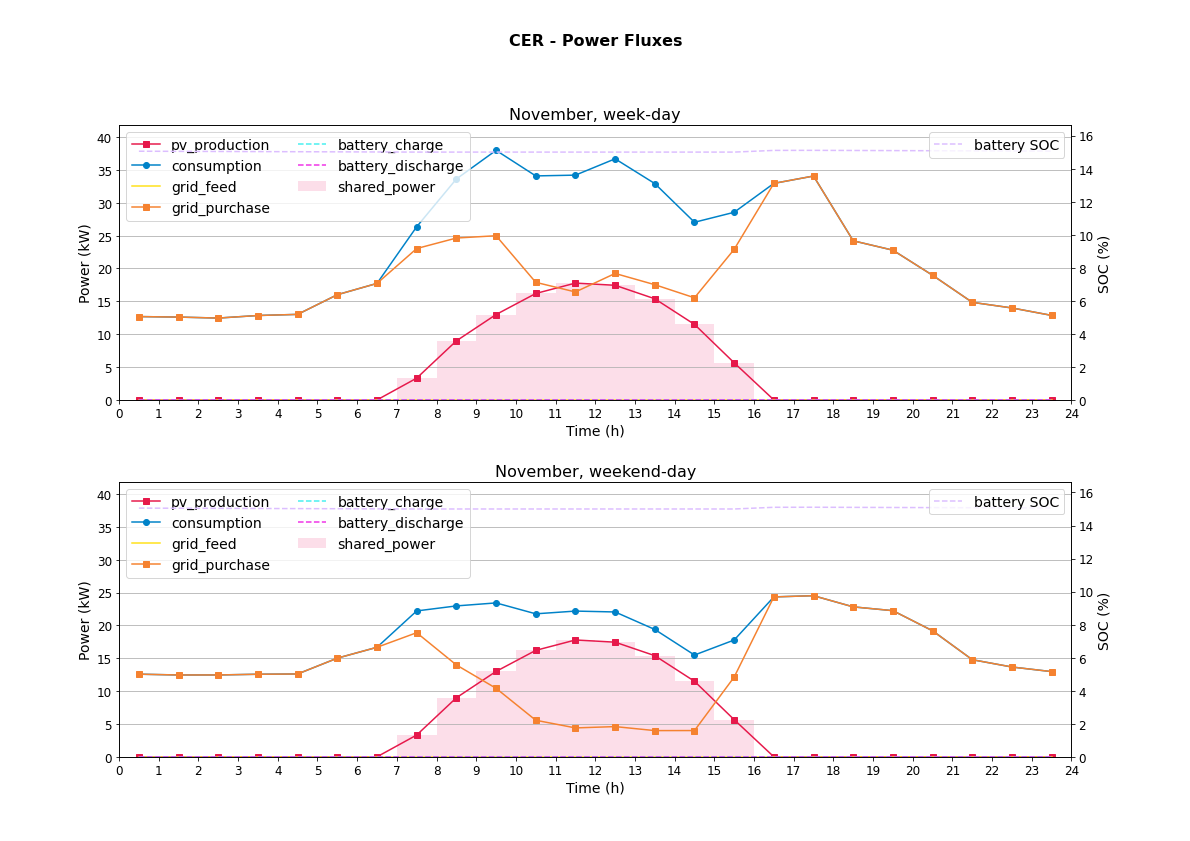 CER - Power Fluxes
November, week-day
pv_production
consumption
grid_feed
grid_purchase
battery_charge
battery_discharge
shared_power
battery SOC
Power (kW)
40
35
30
25
20
15
10
5
0
SOC (%)
16
14
12
10
8
6
4
2
0
0 1 2 3 4 5 6 7 8 9 10 11 12 13 14 15 16 17 18 19 20 21 22 23 24
Time (h)
November, weekend-day
pv_production
consumption
grid_feed
grid_purchase
battery_charge
battery_discharge
shared_power
battery SOC
Power (kW)
40
35
30
25
20
15
10
5
0
SOC (%)
16
14
12
10
8
6
4
2
0
0 1 2 3 4 5 6 7 8 9 10 11 12 13 14 15 16 17 18 19 20 21 22 23 24
Time (h)